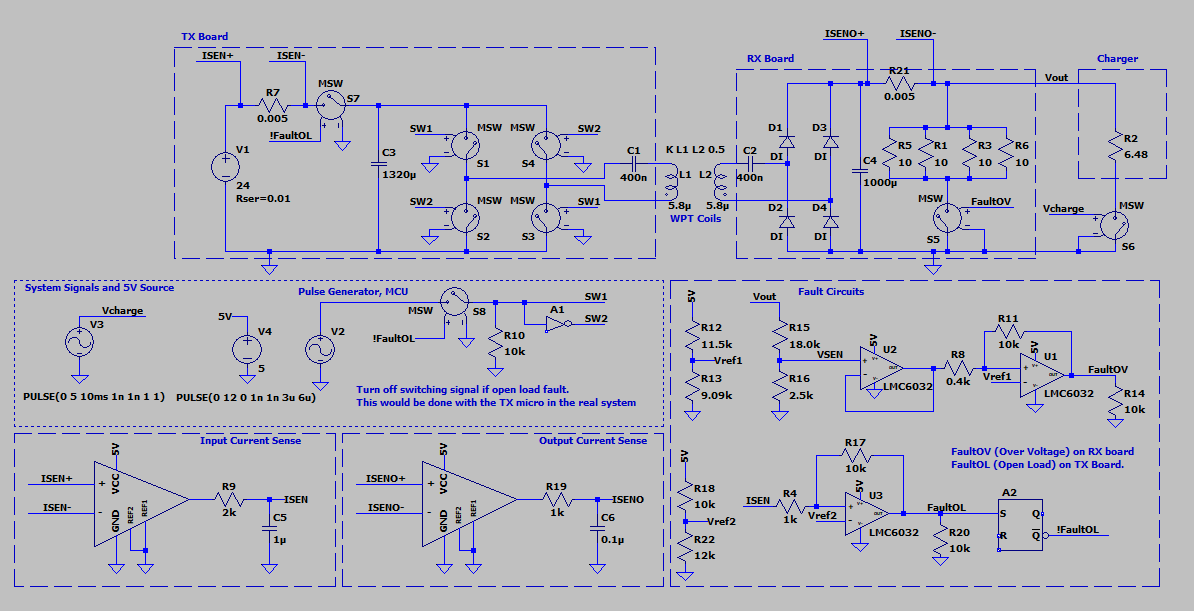 TX Board
ISEN+
ISEN-
R7
0.005
MSW
S7
!FaultOL
V1
24
Rser=0.01
C3
1320µ
SW1
MSW
S1
MSW
SW2
S4
SW2
MSW
S2
MSW
SW1
S3
C1
400n
K L1 L2 0.5
L1
5.8µ
L2
5.8µ
WPT Coils
C2
400n
RX Board
ISENO+
ISENO-
R21
0.005
D1
DI
D3
DI
D2
DI
D4
DI
C4
1000µ
R5
10
R1
10
R3
10
R6
10
MSW
FaultOV
S5
Vout
Charger
R2
6.48
Vcharge
MSW
S6
System Signals and 5V Source
Vcharge
V3
PULSE(0 5 10ms 1n 1n 1 1)
5V
V4
5
Pulse Generator, MCU
V2
PULSE(0 12 0 1n 1n 3u 6u)
MSW
S8
!FaultOL
R10
10k
SW1
A1
SW2
Turn off switching signal if open load fault.
This would be done with the TX micro in the real system
Fault Circuits
5V
R12
11.5k
Vref1
R13
9.09k
Vout
R15
18.0k
VSEN
R16
2.5k
5V
U2
V+
OUT
V-
LMC6032
R8
0.4k
R11
10k
Vref1
5V
U1
V+
OUT
V-
LMC6032
FaultOV
R14
10k
Input Current Sense
ISEN+
ISEN-
5V
+
-
VCC
GND
REF2
REF1
R9
2k
ISEN
C5
1µ
Output Current Sense
ISENO+
ISENO-
5V
+
-
VCC
GND
REF2
REF1
R19
1k
ISENO
C6
0.1µ
5V
R18
10k
Vref2
R22
12k
ISEN
R4
1k
R17
10k
Vref2
5V
U3
V+
OUT
V-
LMC6032
FaultOL
R20
10k
FaultOV (Over Voltage) on RX board
FaultOL (Open Load) on TX Board.
A2
S
Q
R
Q
!FaultOL